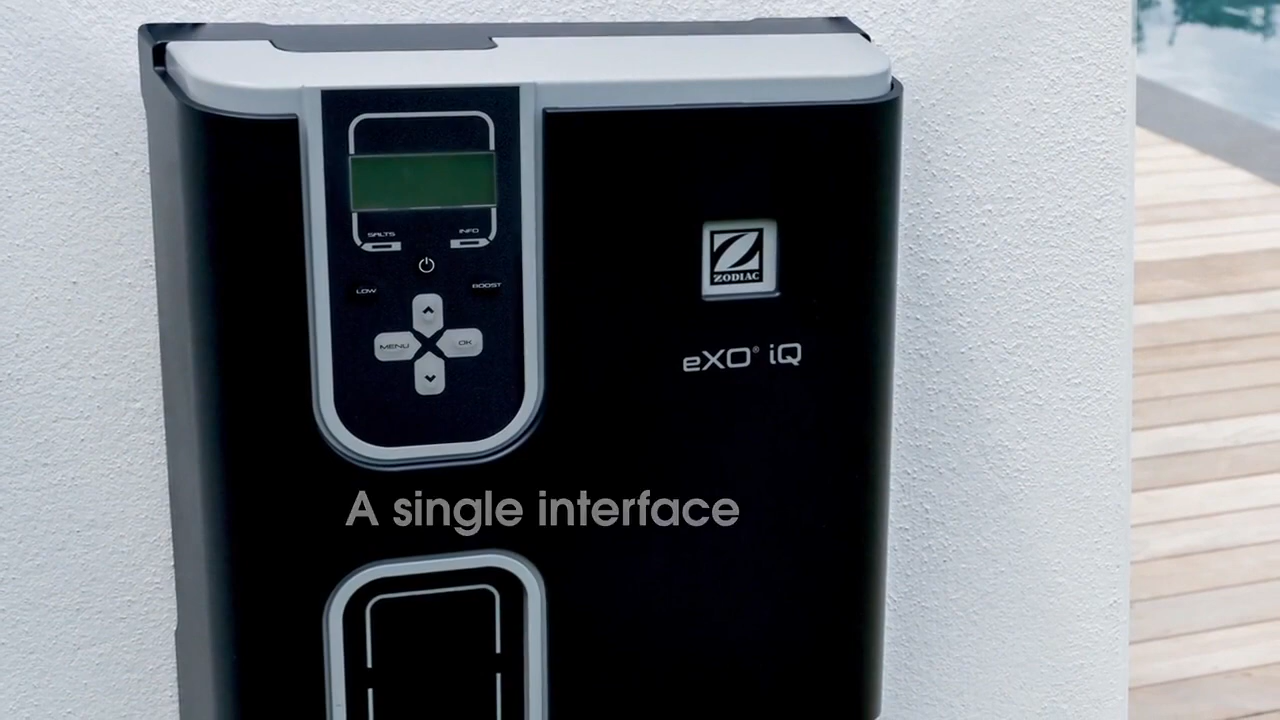 SALTS INFO
LOW BOOST
MENU OK
ZODIAC
eXO® iQ
A single interface